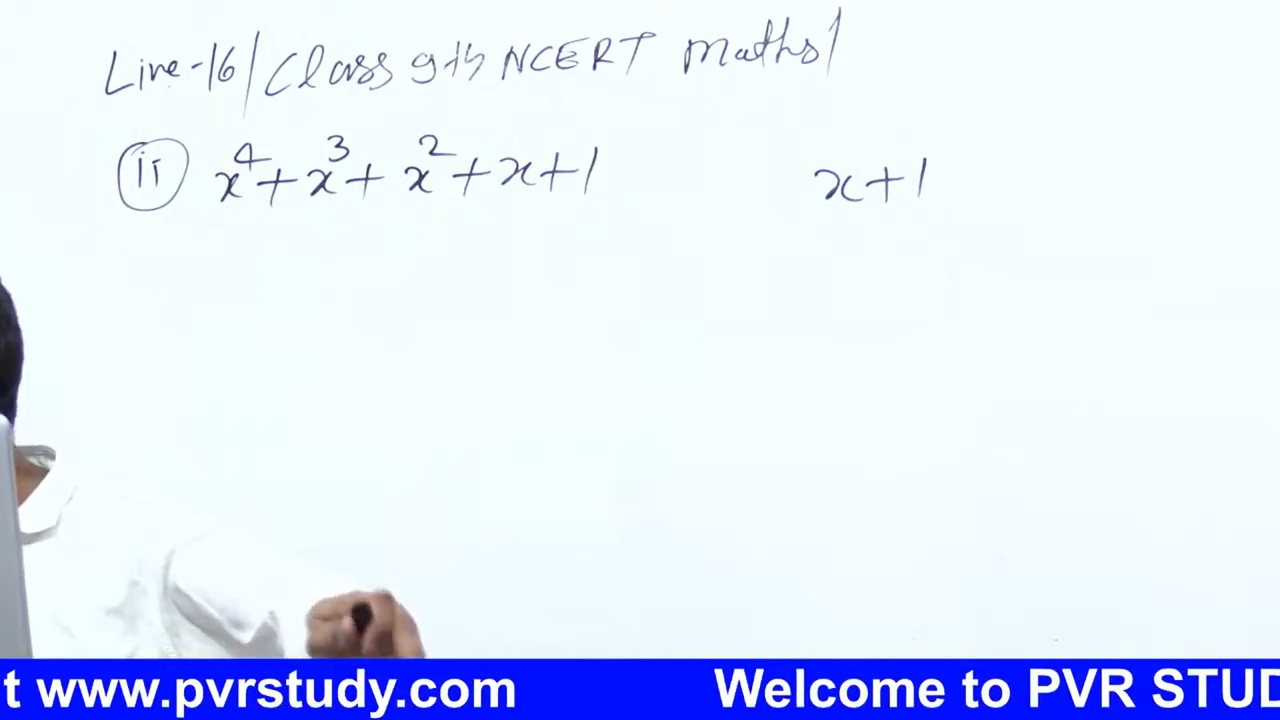 Live-16/Class 9th NCERT Maths/
ii x⁴+x³+x²+x+1 x+1
t www.pvrstudy.com Welcome to PVR STUD